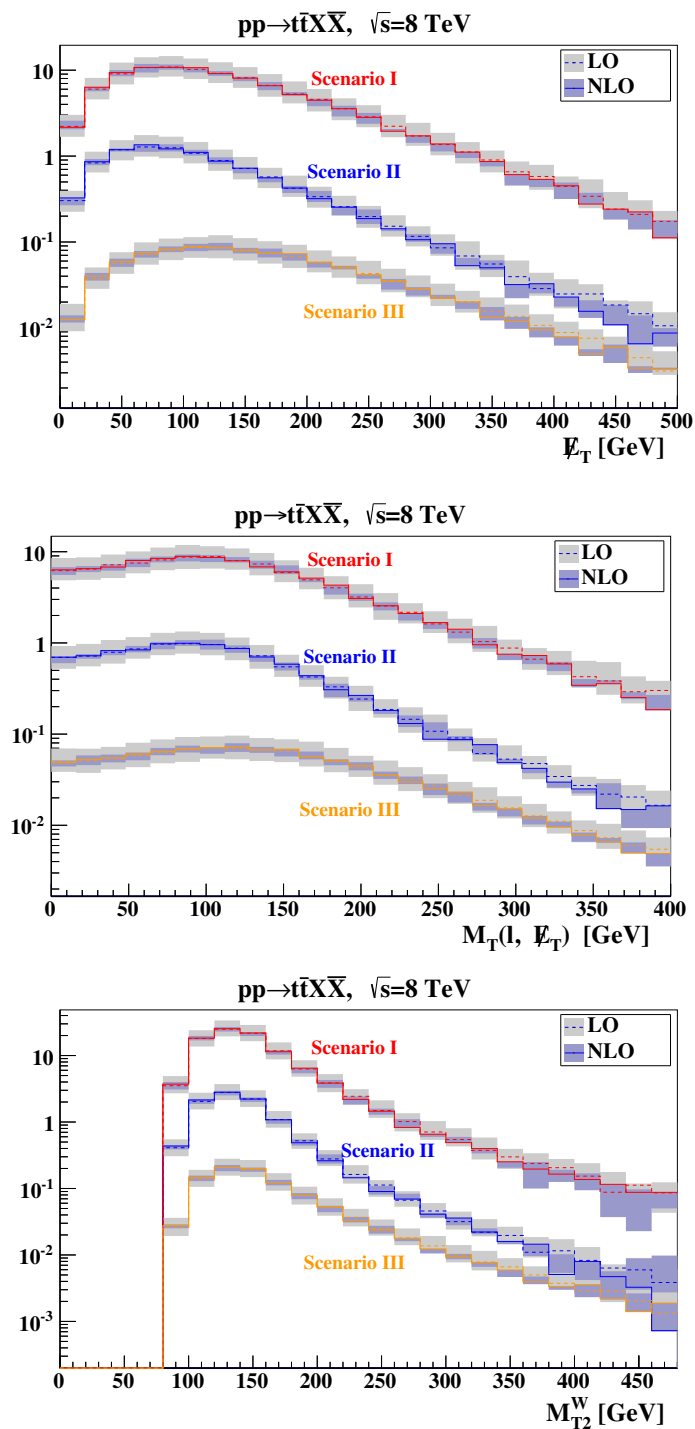 pp→tt̄XX̄, √s=8 TeV
LO
NLO
Scenario I
Scenario II
Scenario III
10
1
10⁻¹
10⁻²
0 50 100 150 200 250 300 350 400 450 500
E̸_T [GeV]
pp→tt̄XX̄, √s=8 TeV
LO
NLO
Scenario I
Scenario II
Scenario III
10
1
10⁻¹
10⁻²
0 50 100 150 200 250 300 350 400
M_T(l, E̸_T) [GeV]
pp→tt̄XX̄, √s=8 TeV
LO
NLO
Scenario I
Scenario II
Scenario III
10
1
10⁻¹
10⁻²
10⁻³
0 50 100 150 200 250 300 350 400 450
M_T2^W [GeV]